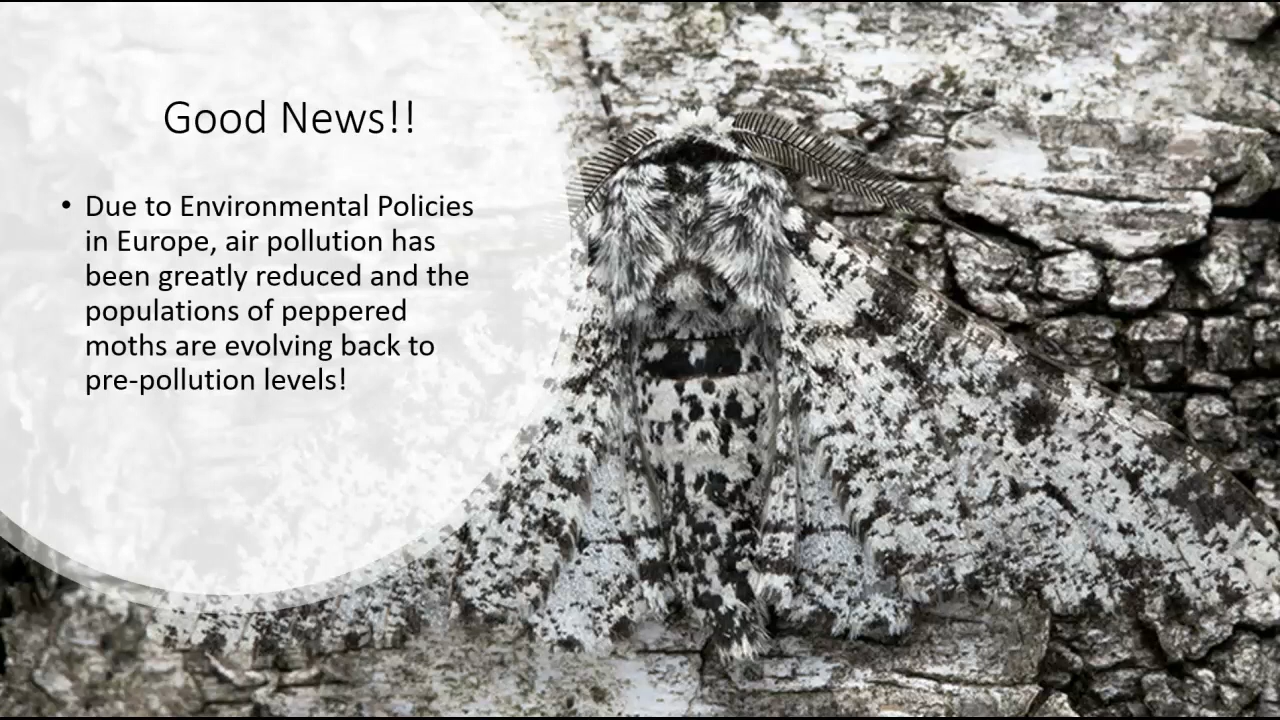 Good News!!
• Due to Environmental Policies
in Europe, air pollution has
been greatly reduced and the
populations of peppered
moths are evolving back to
pre-pollution levels!